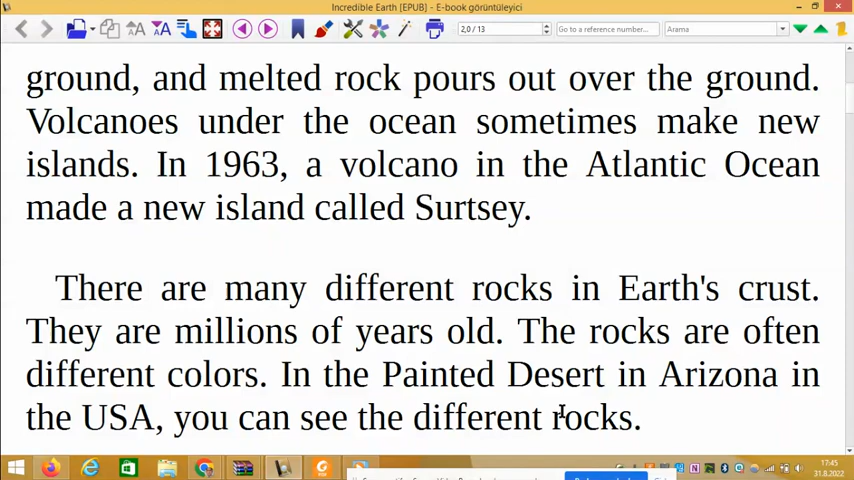 Incredible Earth [EPUB] - E-book görüntüleyici
2,0 / 13
Go to a reference number...
Arama
ground, and melted rock pours out over the ground.
Volcanoes under the ocean sometimes make new
islands. In 1963, a volcano in the Atlantic Ocean
made a new island called Surtsey.
There are many different rocks in Earth's crust.
They are millions of years old. The rocks are often
different colors. In the Painted Desert in Arizona in
the USA, you can see the different rocks.
17:45
31.8.2022